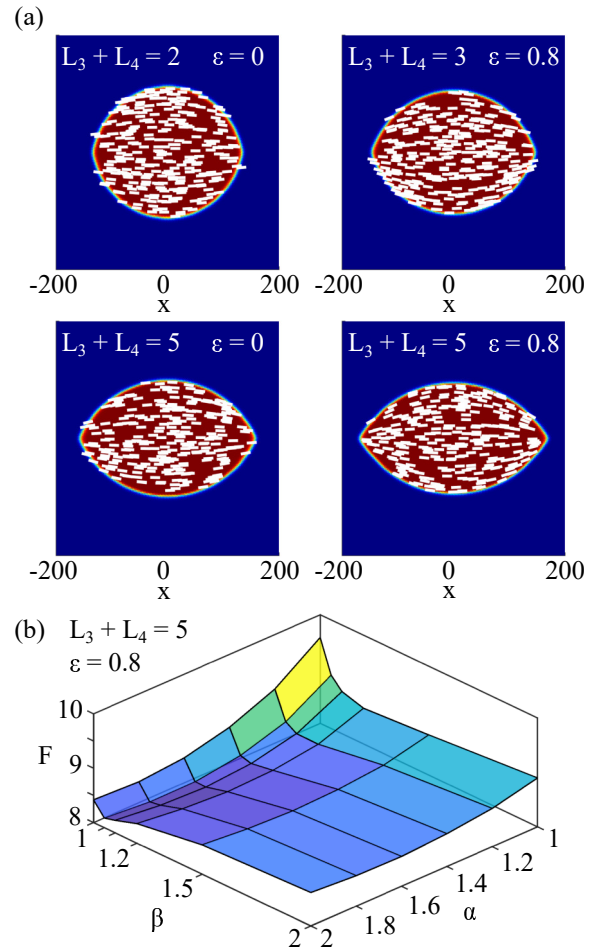 (a)
L₃ + L₄ = 2 ε = 0
L₃ + L₄ = 3 ε = 0.8
-200 0 200
x
-200 0 200
x
L₃ + L₄ = 5 ε = 0
L₃ + L₄ = 5 ε = 0.8
-200 0 200
x
-200 0 200
x
(b) L₃ + L₄ = 5
ε = 0.8
10
F 9
8
1
1.2
1.5
2
β
2
1.8
1.6
1.4
1.2
1
α